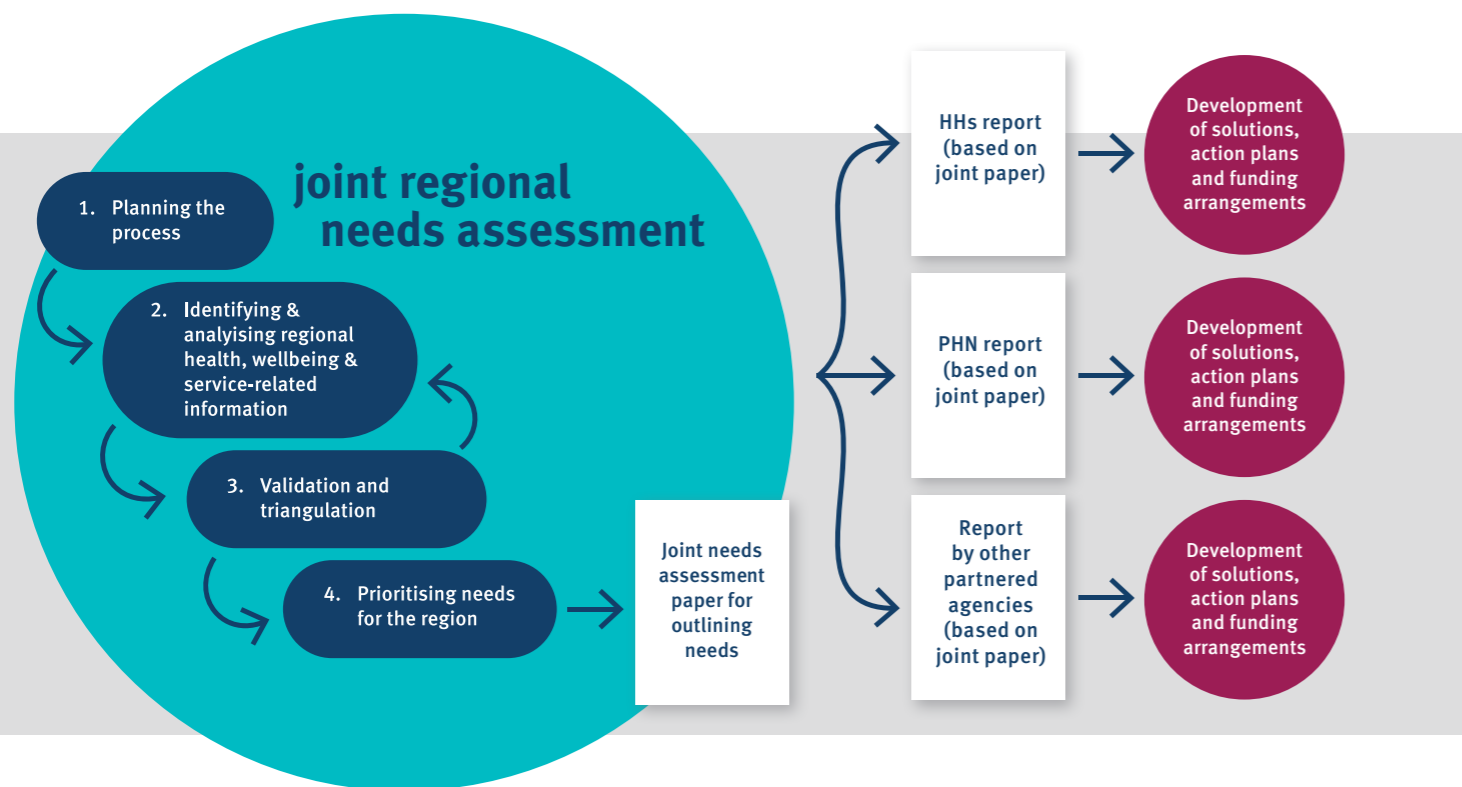 joint regional
needs assessment
1. Planning the
process
2. Identifying &
analyising regional
health, wellbeing &
service-related
information
3. Validation and
triangulation
4. Prioritising needs
for the region
Joint needs
assessment
paper for
outlining
needs
HHs report
(based on
joint paper)
Development
of solutions,
action plans
and funding
arrangements
PHN report
(based on
joint paper)
Development
of solutions,
action plans
and funding
arrangements
Report
by other
partnered
agencies
(based on
joint paper)
Development
of solutions,
action plans
and funding
arrangements